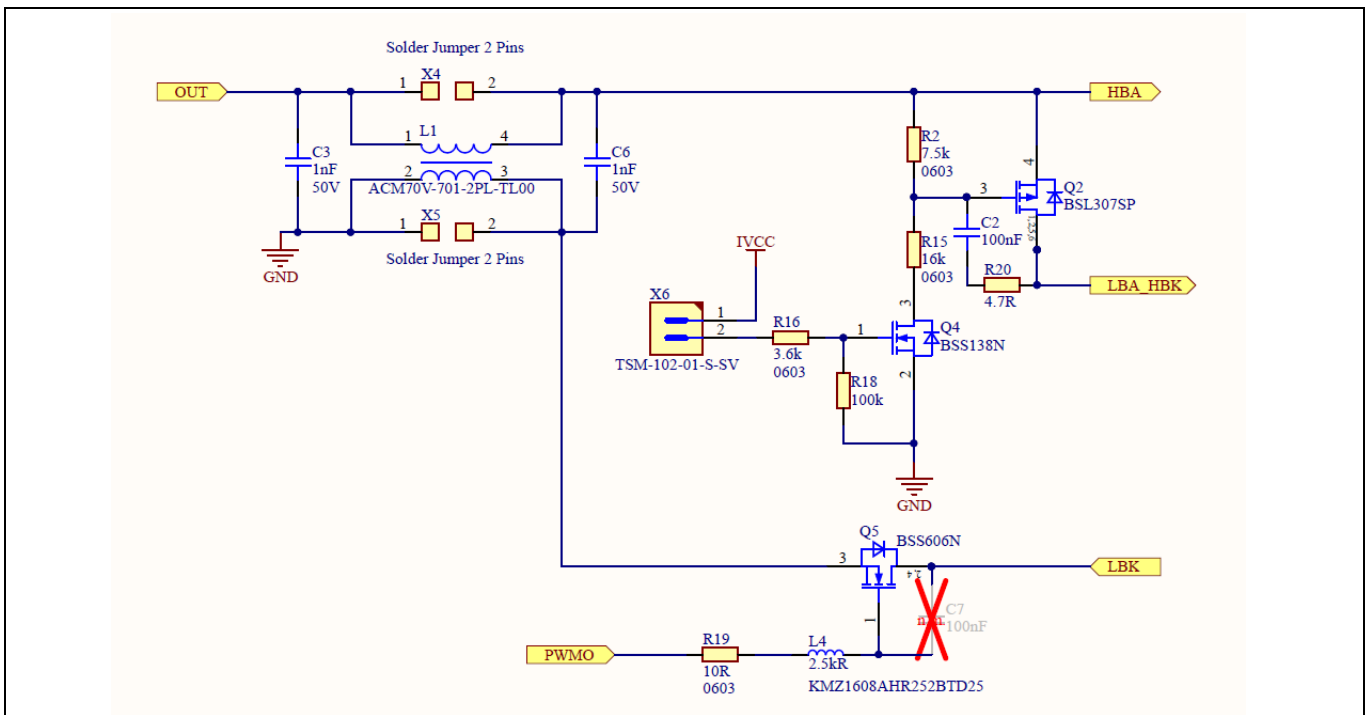 Solder Jumper 2 Pins
X4
1
2
OUT
HBA
L1
1
4
C3
1nF
50V
2
3
ACM70V-701-2PL-TL00
C6
1nF
50V
X5
1
2
Solder Jumper 2 Pins
GND
R2
7.5k
0603
4
3
Q2
BSL307SP
C2
100nF
R15
16k
0603
R20
4.7R
LBA_HBK
IVCC
X6
1
2
TSM-102-01-S-SV
R16
3.6k
0603
3
1
Q4
BSS138N
2
R18
100k
GND
Q5
BSS606N
3
2,4
LBK
1
C7
100nF
PWMO
R19
10R
0603
L4
2.5kR
KMZ1608AHR252BTD25